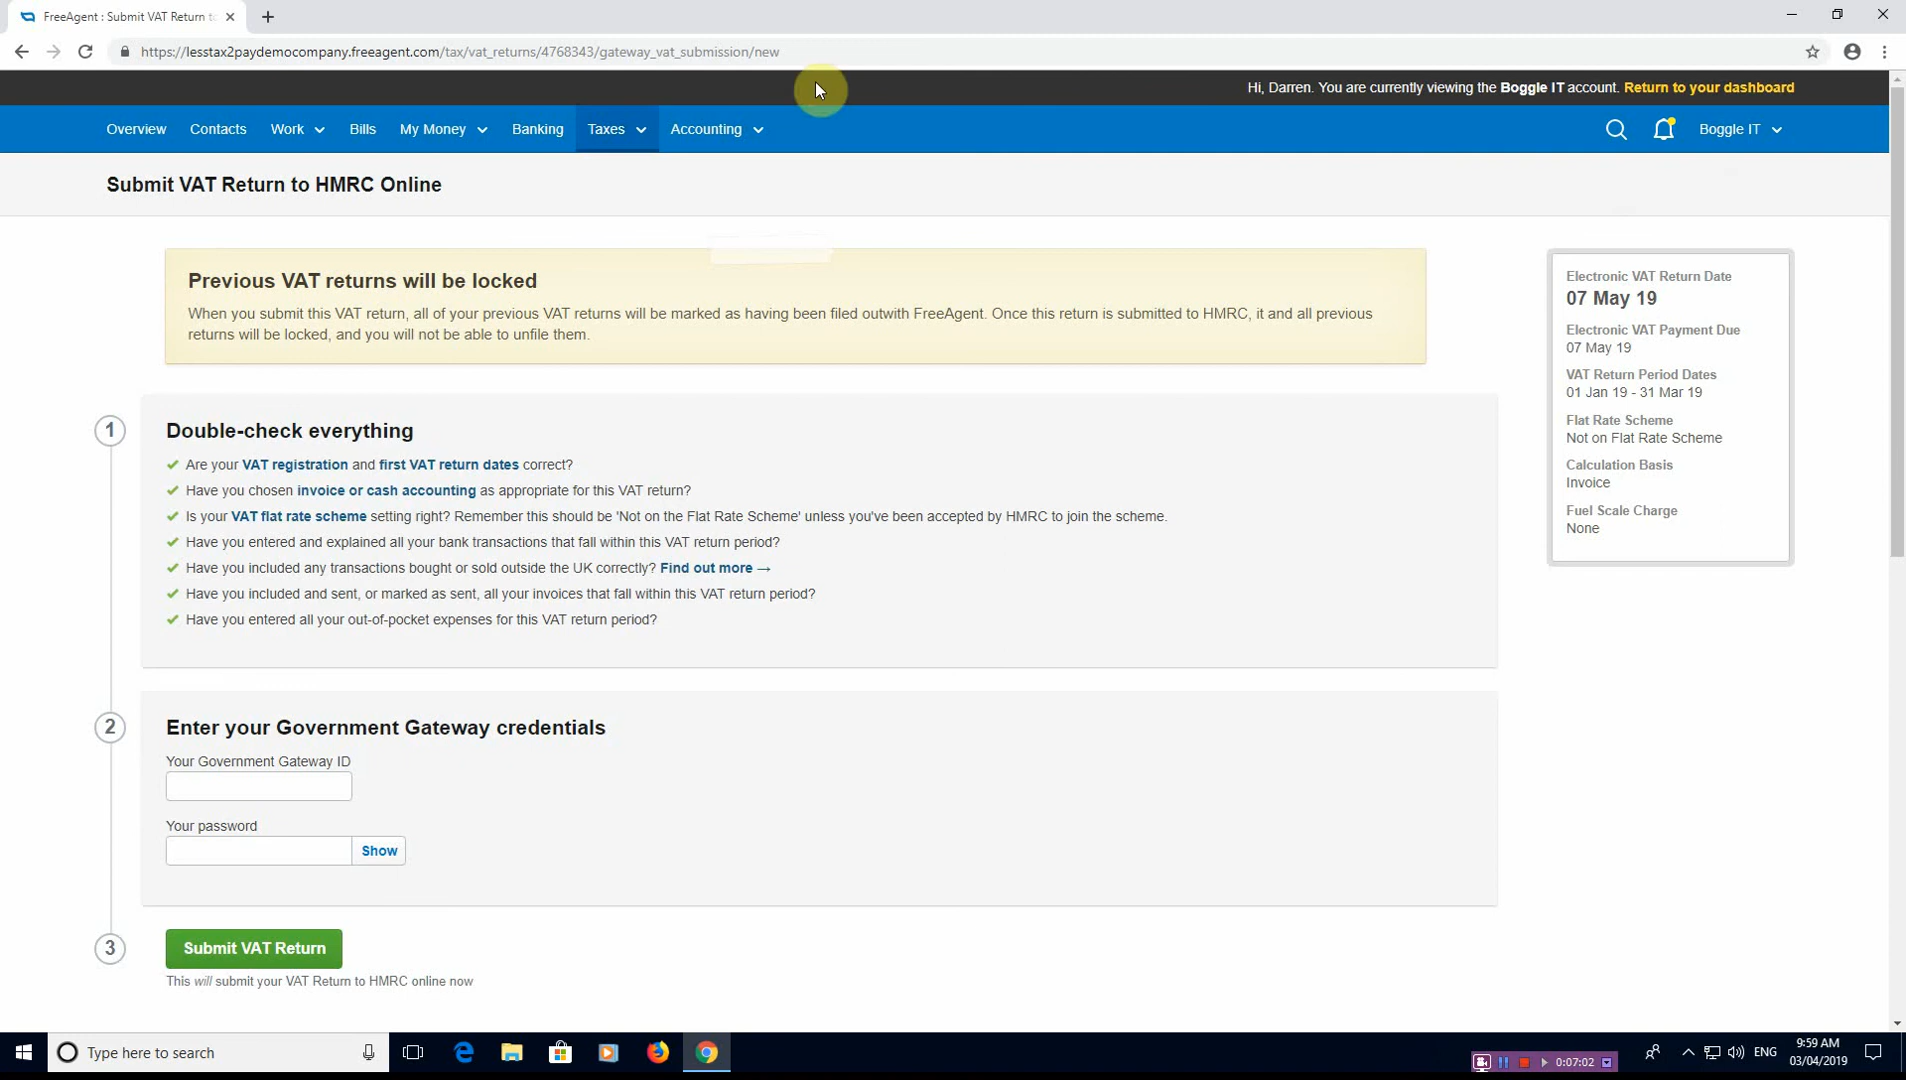 FreeAgent : Submit VAT Return to
https://lesstax2paydemocompany.freeagent.com/tax/vat_returns/4768343/gateway_vat_submission/new
Hi, Darren. You are currently viewing the Boggle IT account. Return to your dashboard
Overview Contacts Work Bills My Money Banking Taxes Accounting Boggle IT
Submit VAT Return to HMRC Online
Previous VAT returns will be locked
When you submit this VAT return, all of your previous VAT returns will be marked as having been filed outwith FreeAgent. Once this return is submitted to HMRC, it and all previous
returns will be locked, and you will not be able to unfile them.
Electronic VAT Return Date
07 May 19
Electronic VAT Payment Due
07 May 19
VAT Return Period Dates
01 Jan 19 - 31 Mar 19
Flat Rate Scheme
Not on Flat Rate Scheme
Calculation Basis
Invoice
Fuel Scale Charge
None
1
Double-check everything
Are your VAT registration and first VAT return dates correct?
Have you chosen invoice or cash accounting as appropriate for this VAT return?
Is your VAT flat rate scheme setting right? Remember this should be 'Not on the Flat Rate Scheme' unless you've been accepted by HMRC to join the scheme.
Have you entered and explained all your bank transactions that fall within this VAT return period?
Have you included any transactions bought or sold outside the UK correctly? Find out more →
Have you included and sent, or marked as sent, all your invoices that fall within this VAT return period?
Have you entered all your out-of-pocket expenses for this VAT return period?
2
Enter your Government Gateway credentials
Your Government Gateway ID
Your password
Show
3
Submit VAT Return
This will submit your VAT Return to HMRC online now
Type here to search
0:07:02
ENG
9:59 AM
03/04/2019